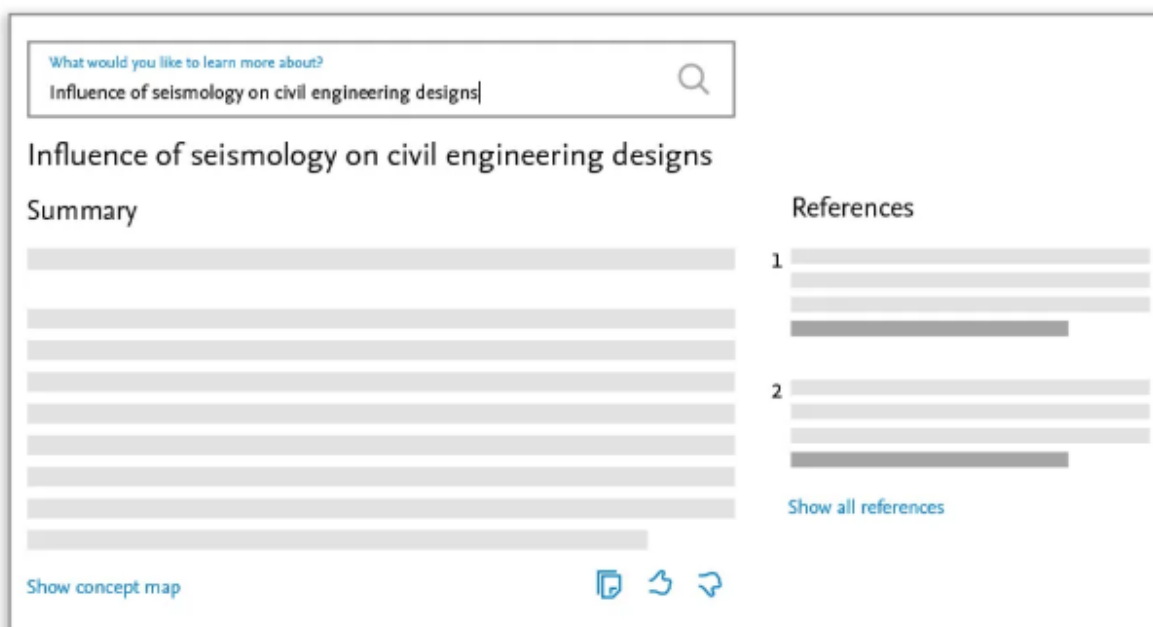 What would you like to learn more about?
Influence of seismology on civil engineering designs
Influence of seismology on civil engineering designs
Summary
References
1
2
Show all references
Show concept map